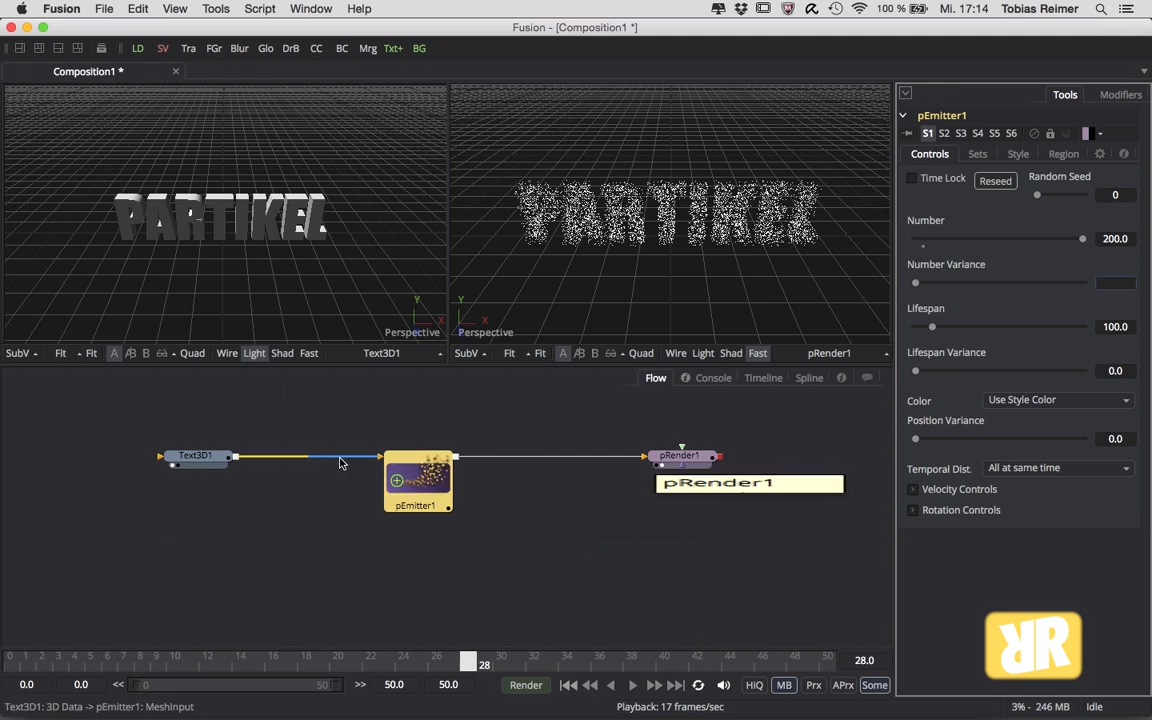 Fusion File Edit View Tools Script Window Help 100 % Mi. 17:14 Tobias Reimer
Fusion - [Composition1 *]
LD SV Tra FGr Blur Glo DrB CC BC Mrg Txt+ BG
Composition1 *
Tools Modifiers
pEmitter1
S1 S2 S3 S4 S5 S6
Controls Sets Style Region
Time Lock Reseed Random Seed
0
Number
200.0
Number Variance
Lifespan
100.0
Lifespan Variance
0.0
Color Use Style Color
Position Variance
0.0
Temporal Dist. All at same time
Velocity Controls
Rotation Controls
PARTIKEL
PARTIKEL
Y
X
Perspective
Y
X
Perspective
SubV Fit Fit A A/B B Quad Wire Light Shad Fast Text3D1
SubV Fit Fit A A/B B Quad Wire Light Shad Fast pRender1
Flow Console Timeline Spline
Text3D1
pEmitter1
pRender1
pRender1
RR
0 1 2 3 4 5 6 7 8 9 10 12 14 16 18 20 22 24 26 28 30 32 34 36 38 40 42 44 46 48 50 28.0
0.0 0.0 << 0 50 >> 50.0 50.0 Render HiQ MB Prx APrx Some
Text3D1: 3D Data -> pEmitter1: MeshInput Playback: 17 frames/sec 3% - 246 MB Idle